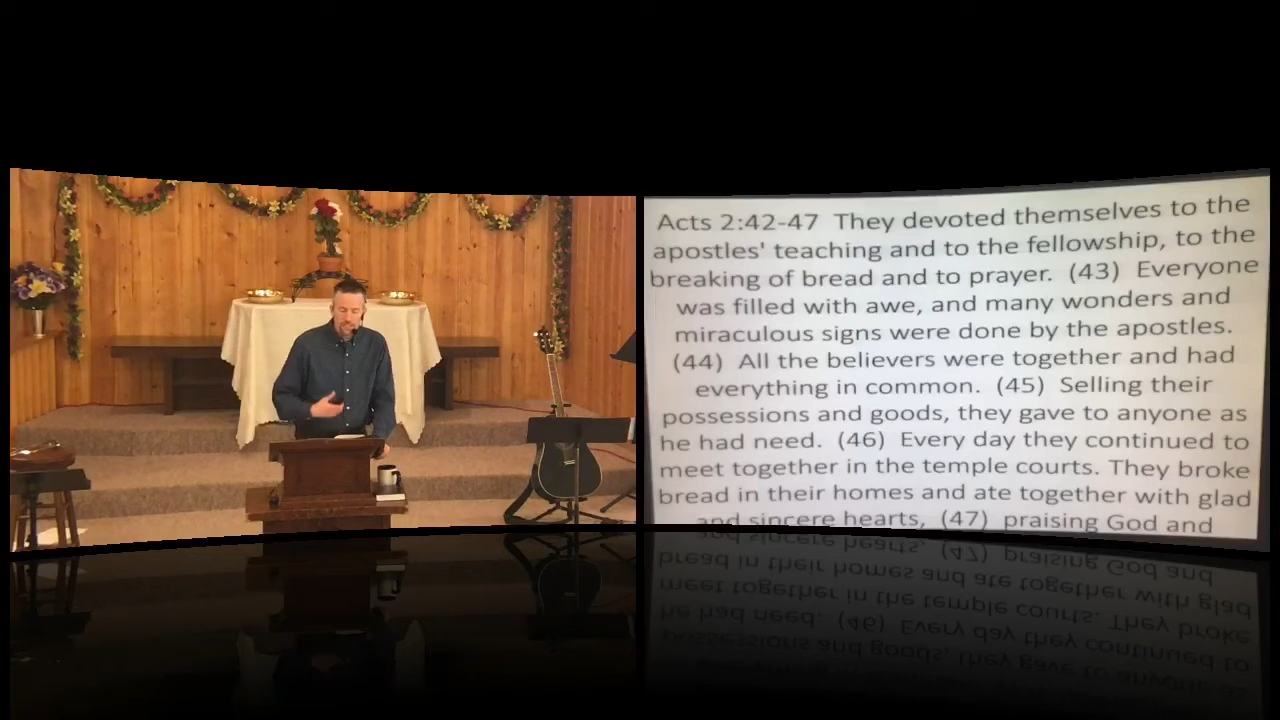 Acts 2:42-47 They devoted themselves to the
apostles' teaching and to the fellowship, to the
breaking of bread and to prayer. (43) Everyone
was filled with awe, and many wonders and
miraculous signs were done by the apostles.
(44) All the believers were together and had
everything in common. (45) Selling their
possessions and goods, they gave to anyone as
he had need. (46) Every day they continued to
meet together in the temple courts. They broke
bread in their homes and ate together with glad
and sincere hearts, (47) praising God and